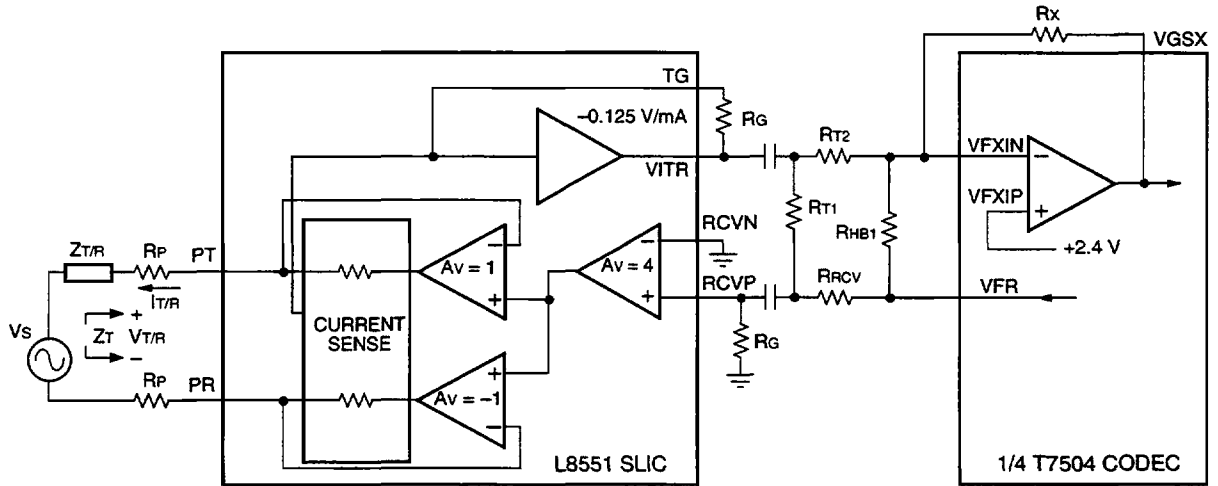 RX
VGSX
TG
–0.125 V/mA
RG
RT2
VFXIN
−
VITR
VFXIP
+
+2.4 V
RT1
RHB1
RCVN
−
AV = 1
−
+
AV = 4
RCVP
+
RRCV
VFR
ZT/R
RP
PT
IT/R
VS
+
ZT VT/R
−
CURRENT
SENSE
RG
RP
PR
+
AV = −1
−
L8551 SLIC
1/4 T7504 CODEC